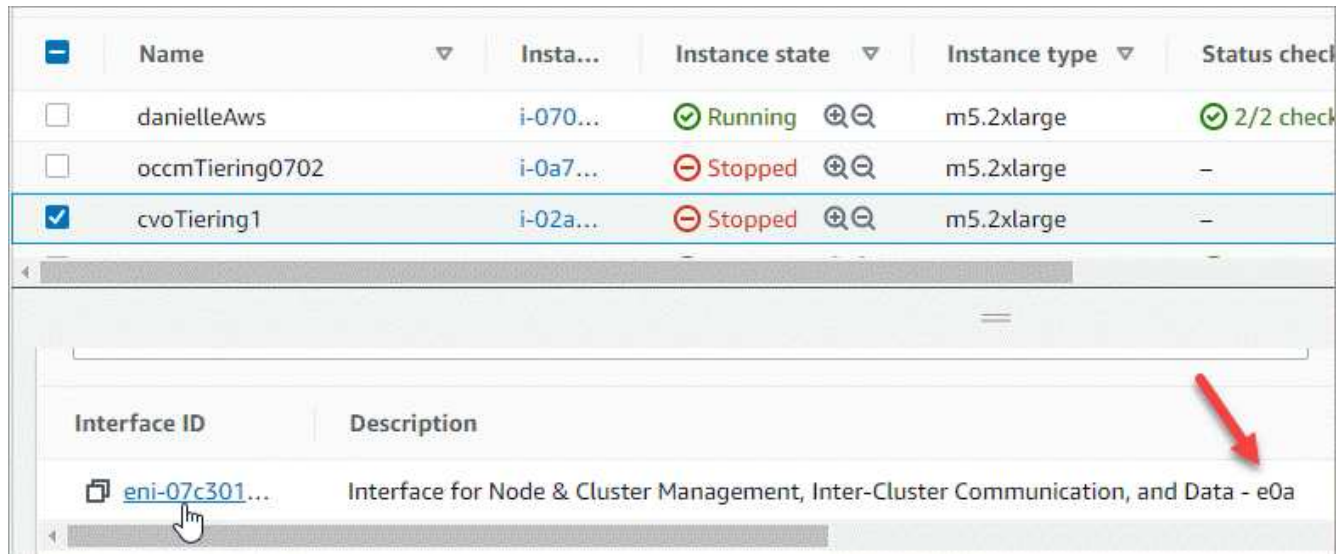 Name Insta... Instance state Instance type Status check
danielleAws i-070... Running m5.2xlarge 2/2 check
occmTiering0702 i-0a7... Stopped m5.2xlarge –
cvoTiering1 i-02a... Stopped m5.2xlarge –
Interface ID Description
eni-07c301... Interface for Node & Cluster Management, Inter-Cluster Communication, and Data - e0a